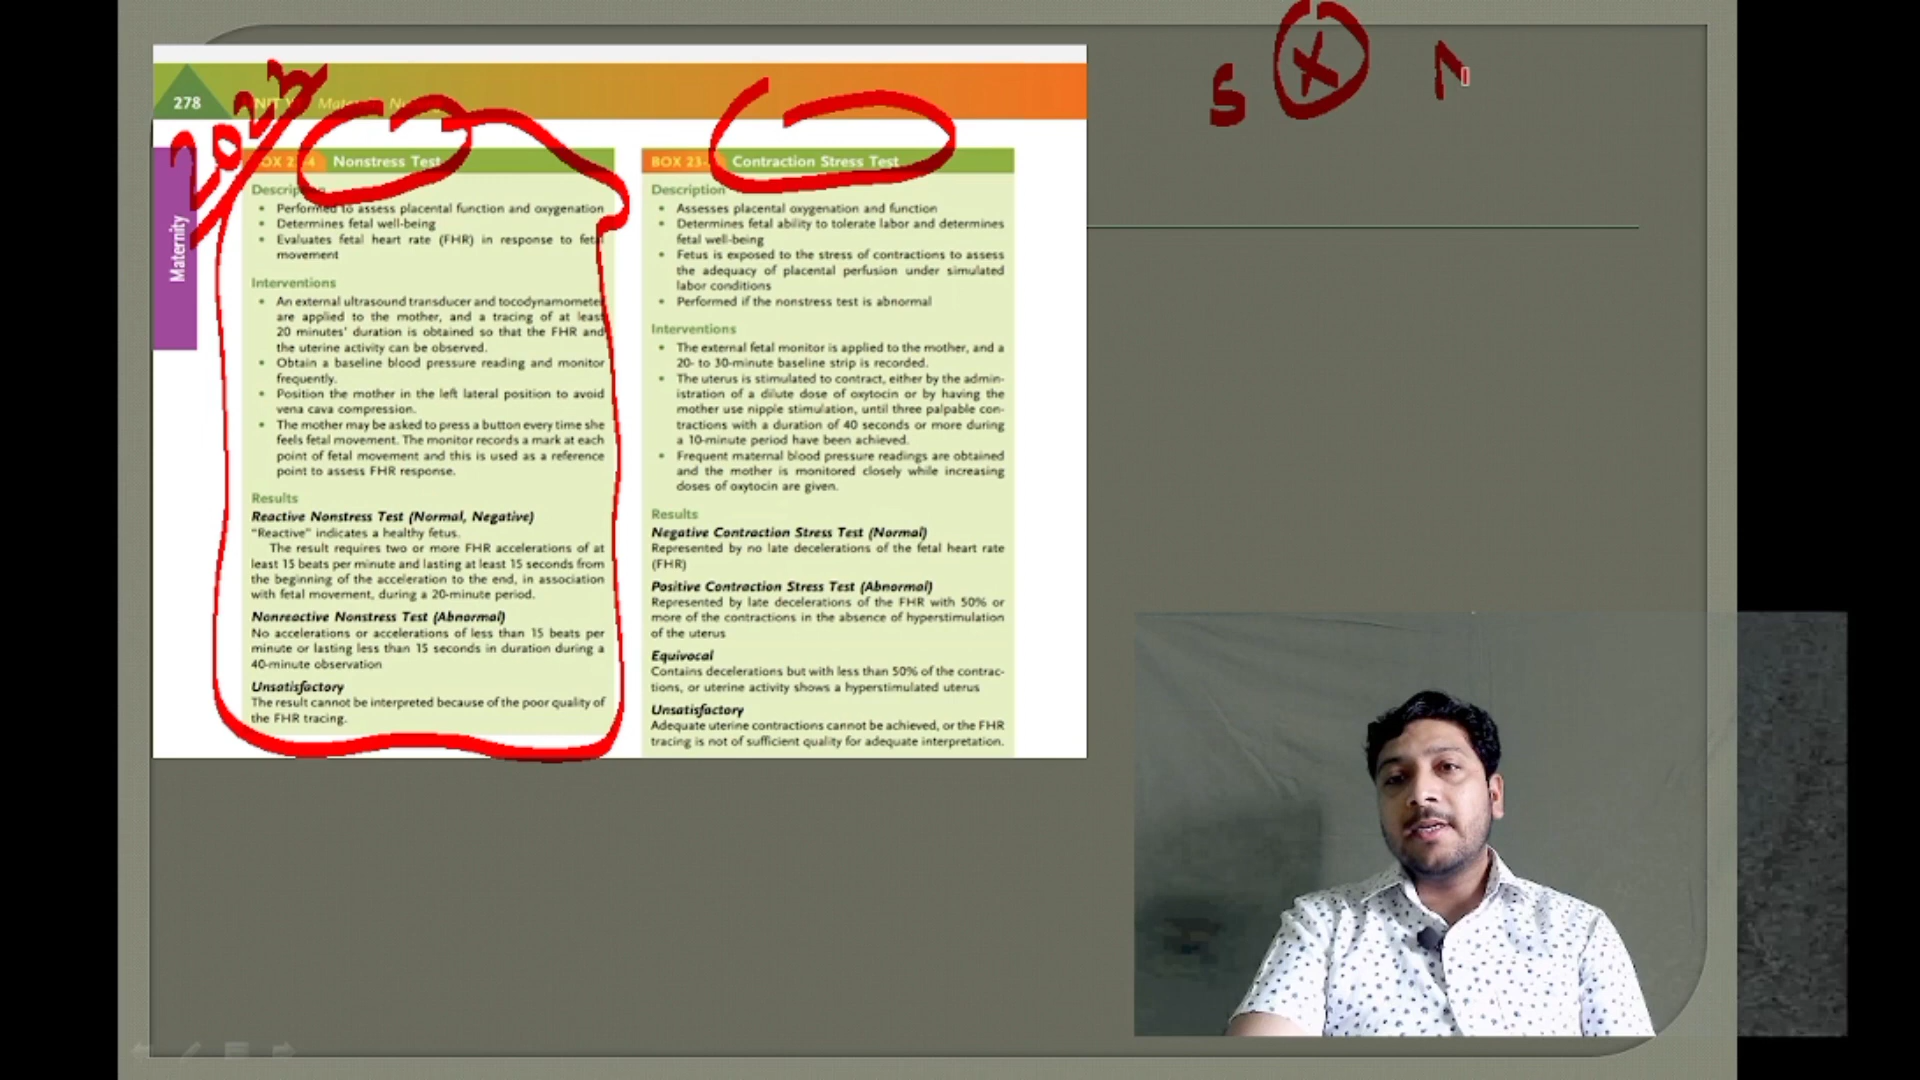 278
UNIT V Maternity Nu
Maternity
2023
S X N
BOX 23-4 Nonstress Test
Description
• Performed to assess placental function and oxygenation
• Determines fetal well-being
• Evaluates fetal heart rate (FHR) in response to fetal
movement
Interventions
• An external ultrasound transducer and tocodynamometer
are applied to the mother, and a tracing of at least
20 minutes’ duration is obtained so that the FHR and
the uterine activity can be observed.
• Obtain a baseline blood pressure reading and monitor
frequently.
• Position the mother in the left lateral position to avoid
vena cava compression.
• The mother may be asked to press a button every time she
feels fetal movement. The monitor records a mark at each
point of fetal movement and this is used as a reference
point to assess FHR response.
Results
Reactive Nonstress Test (Normal, Negative)
“Reactive” indicates a healthy fetus.
The result requires two or more FHR accelerations of at
least 15 beats per minute and lasting at least 15 seconds from
the beginning of the acceleration to the end, in association
with fetal movement, during a 20-minute period.
Nonreactive Nonstress Test (Abnormal)
No accelerations or accelerations of less than 15 beats per
minute or lasting less than 15 seconds in duration during a
40-minute observation
Unsatisfactory
The result cannot be interpreted because of the poor quality of
the FHR tracing.
BOX 23- Contraction Stress Test
Description
• Assesses placental oxygenation and function
• Determines fetal ability to tolerate labor and determines
fetal well-being
• Fetus is exposed to the stress of contractions to assess
the adequacy of placental perfusion under simulated
labor conditions
• Performed if the nonstress test is abnormal
Interventions
• The external fetal monitor is applied to the mother, and a
20- to 30-minute baseline strip is recorded.
• The uterus is stimulated to contract, either by the admin-
istration of a dilute dose of oxytocin or by having the
mother use nipple stimulation, until three palpable con-
tractions with a duration of 40 seconds or more during
a 10-minute period have been achieved.
• Frequent maternal blood pressure readings are obtained
and the mother is monitored closely while increasing
doses of oxytocin are given.
Results
Negative Contraction Stress Test (Normal)
Represented by no late decelerations of the fetal heart rate
(FHR)
Positive Contraction Stress Test (Abnormal)
Represented by late decelerations of the FHR with 50% or
more of the contractions in the absence of hyperstimulation
of the uterus
Equivocal
Contains decelerations but with less than 50% of the contrac-
tions, or uterine activity shows a hyperstimulated uterus
Unsatisfactory
Adequate uterine contractions cannot be achieved, or the FHR
tracing is not of sufficient quality for adequate interpretation.